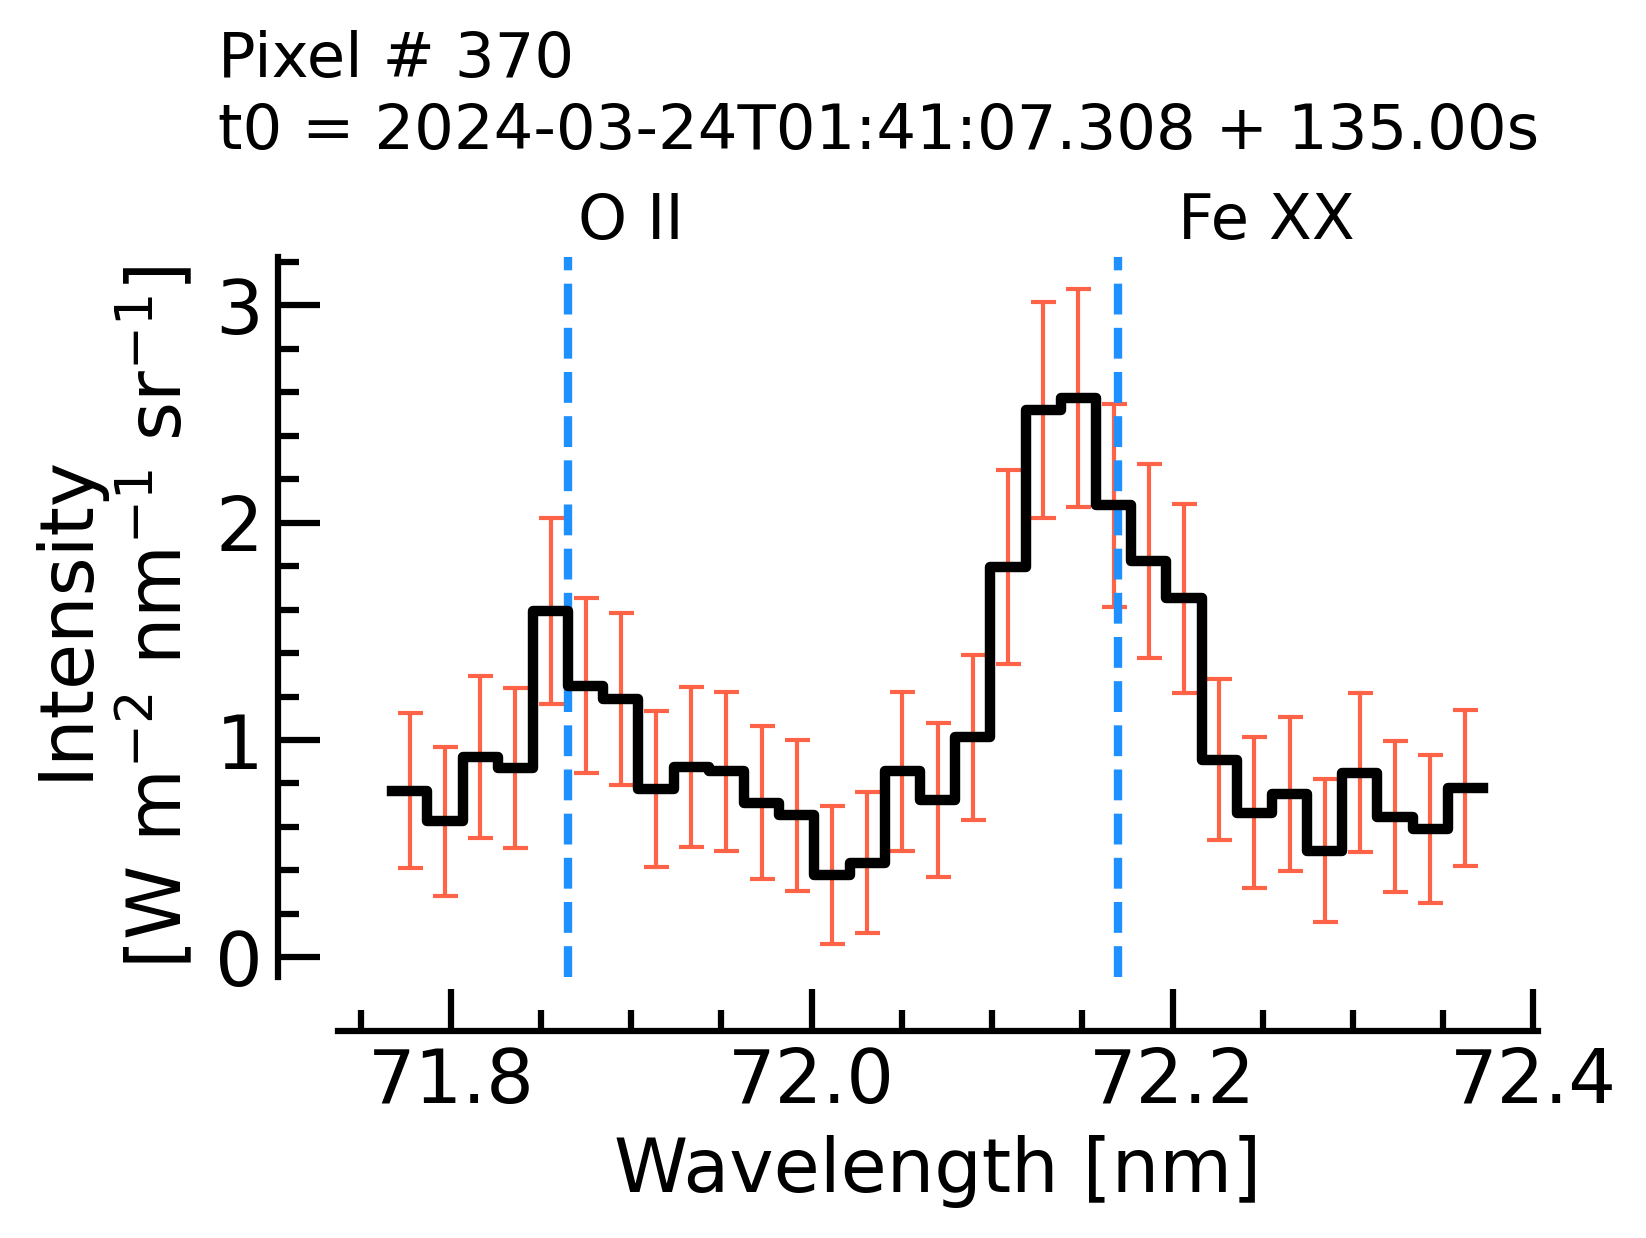 Pixel # 370
t0 = 2024-03-24T01:41:07.308 + 135.00s
O II Fe XX
Intensity
[W m⁻² nm⁻¹ sr⁻¹]
3
2
1
0
71.8 72.0 72.2 72.4
Wavelength [nm]